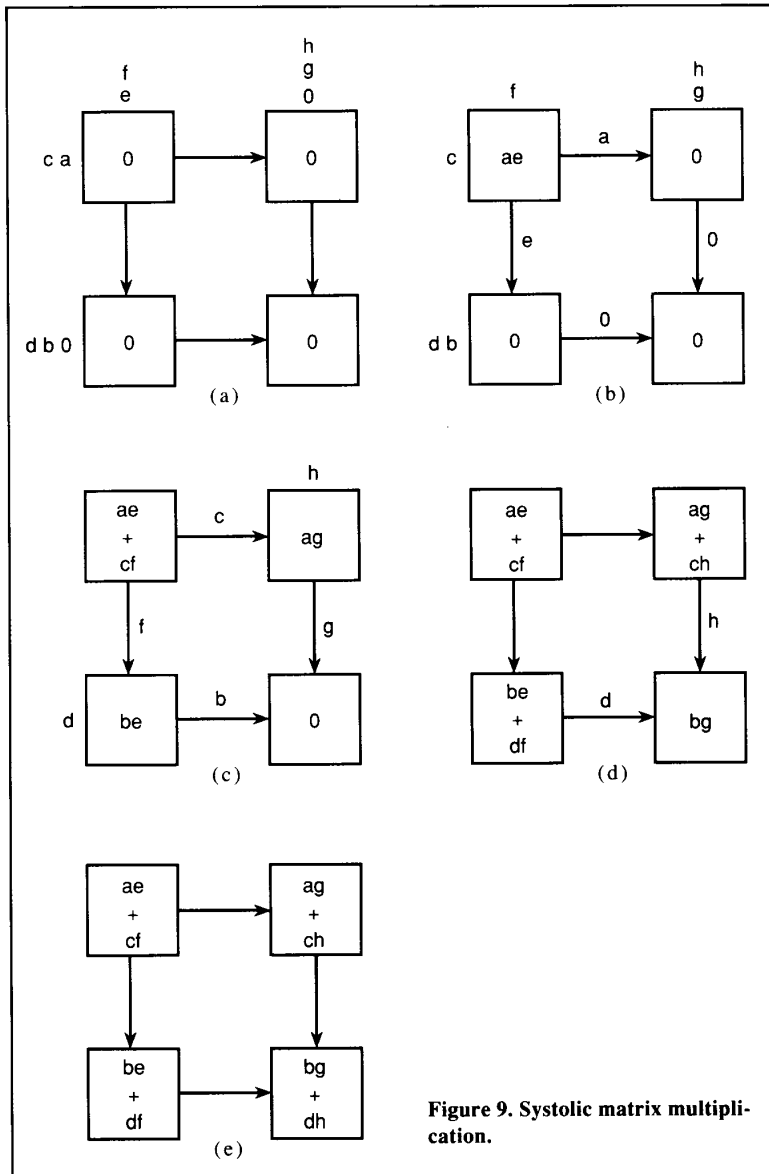 f
h
e
g
0
c a
0
0
d b 0
0
0
(a)
f
h
g
c
ae
a
0
e
0
d b
0
0
0
(b)
h
ae
+
cf
c
ag
f
g
d
be
b
0
(c)
ae
+
cf
ag
+
ch
h
be
+
df
d
bg
(d)
ae
+
cf
ag
+
ch
be
+
df
bg
+
dh
(e)
Figure 9. Systolic matrix multipli-
cation.